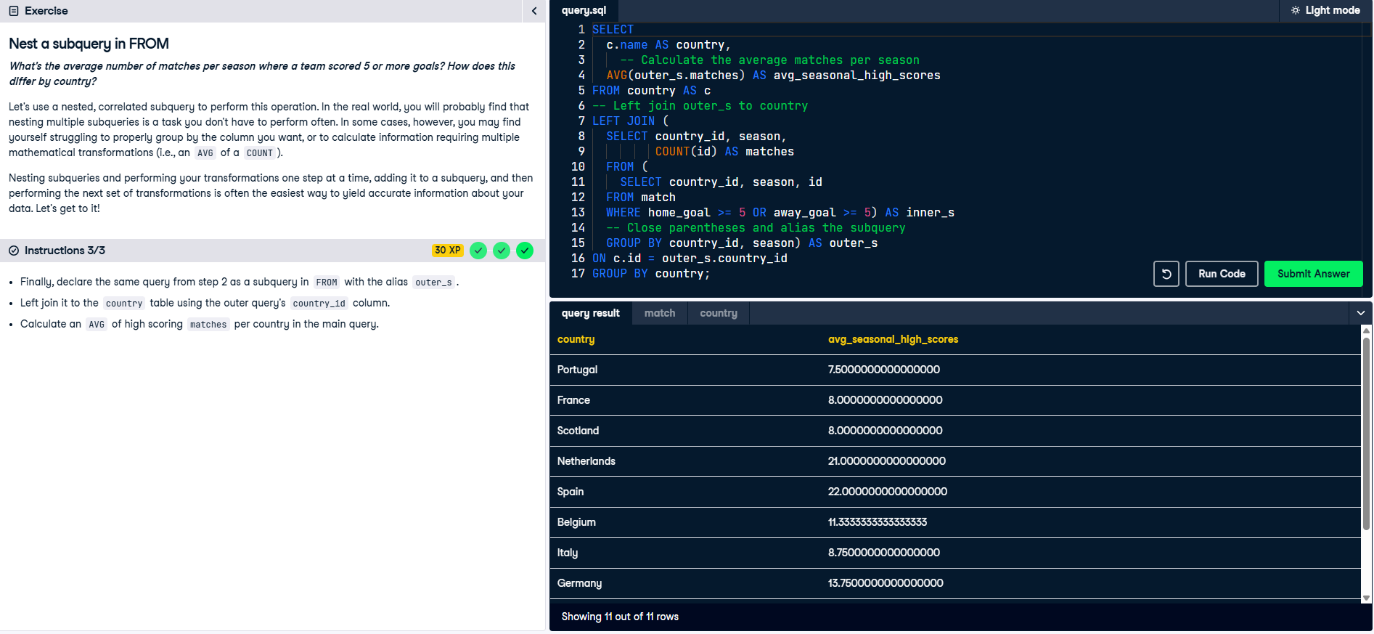 Exercise
Nest a subquery in FROM
What's the average number of matches per season where a team scored 5 or more goals? How does this
differ by country?
Let's use a nested, correlated subquery to perform this operation. In the real world, you will probably find that
nesting multiple subqueries is a task you don't have to perform often. In some cases, however, you may find
yourself struggling to properly group by the column you want, or to calculate information requiring multiple
mathematical transformations (i.e., an AVG of a COUNT ).
Nesting subqueries and performing your transformations one step at a time, adding it to a subquery, and then
performing the next set of transformations is often the easiest way to yield accurate information about your
data. Let's get to it!
Instructions 3/3
30 XP
• Finally, declare the same query from step 2 as a subquery in FROM with the alias outer_s .
• Left join it to the country table using the outer query's country_id column.
• Calculate an AVG of high scoring matches per country in the main query.
query.sql
Light mode
1 SELECT
2 c.name AS country,
3 -- Calculate the average matches per season
4 AVG(outer_s.matches) AS avg_seasonal_high_scores
5 FROM country AS c
6 -- Left join outer_s to country
7 LEFT JOIN (
8 SELECT country_id, season,
9 COUNT(id) AS matches
10 FROM (
11 SELECT country_id, season, id
12 FROM match
13 WHERE home_goal >= 5 OR away_goal >= 5) AS inner_s
14 -- Close parentheses and alias the subquery
15 GROUP BY country_id, season) AS outer_s
16 ON c.id = outer_s.country_id
17 GROUP BY country;
Run Code
Submit Answer
query result match country
country avg_seasonal_high_scores
Portugal 7.5000000000000000
France 8.0000000000000000
Scotland 8.0000000000000000
Netherlands 21.0000000000000000
Spain 22.0000000000000000
Belgium 11.3333333333333333
Italy 8.7500000000000000
Germany 13.7500000000000000
Showing 11 out of 11 rows